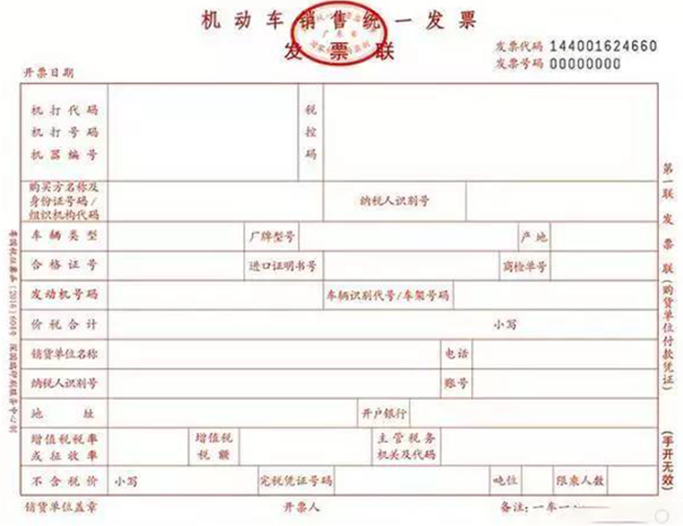 机动车销售统一发票
发票联
发票代码 144001624660
发票号码 00000000
开票日期
机打代码
机打号码
机器编号
税控码
购买方名称及
身份证号码/
组织机构代码
纳税人识别号
车辆类型
厂牌型号
产地
合格证号
进口证明书号
商检单号
发动机号码
车辆识别代号/车架号码
价税合计
小写
销货单位名称
电话
纳税人识别号
账号
地址
开户银行
增值税税率
或征收率
增值税
税额
主管税务
机关及代码
不含税价
小写
完税凭证号码
吨位
限乘人数
销货单位盖章
开票人
备注:一车一
第一联 发票联(购货单位付款凭证)
(手开无效)